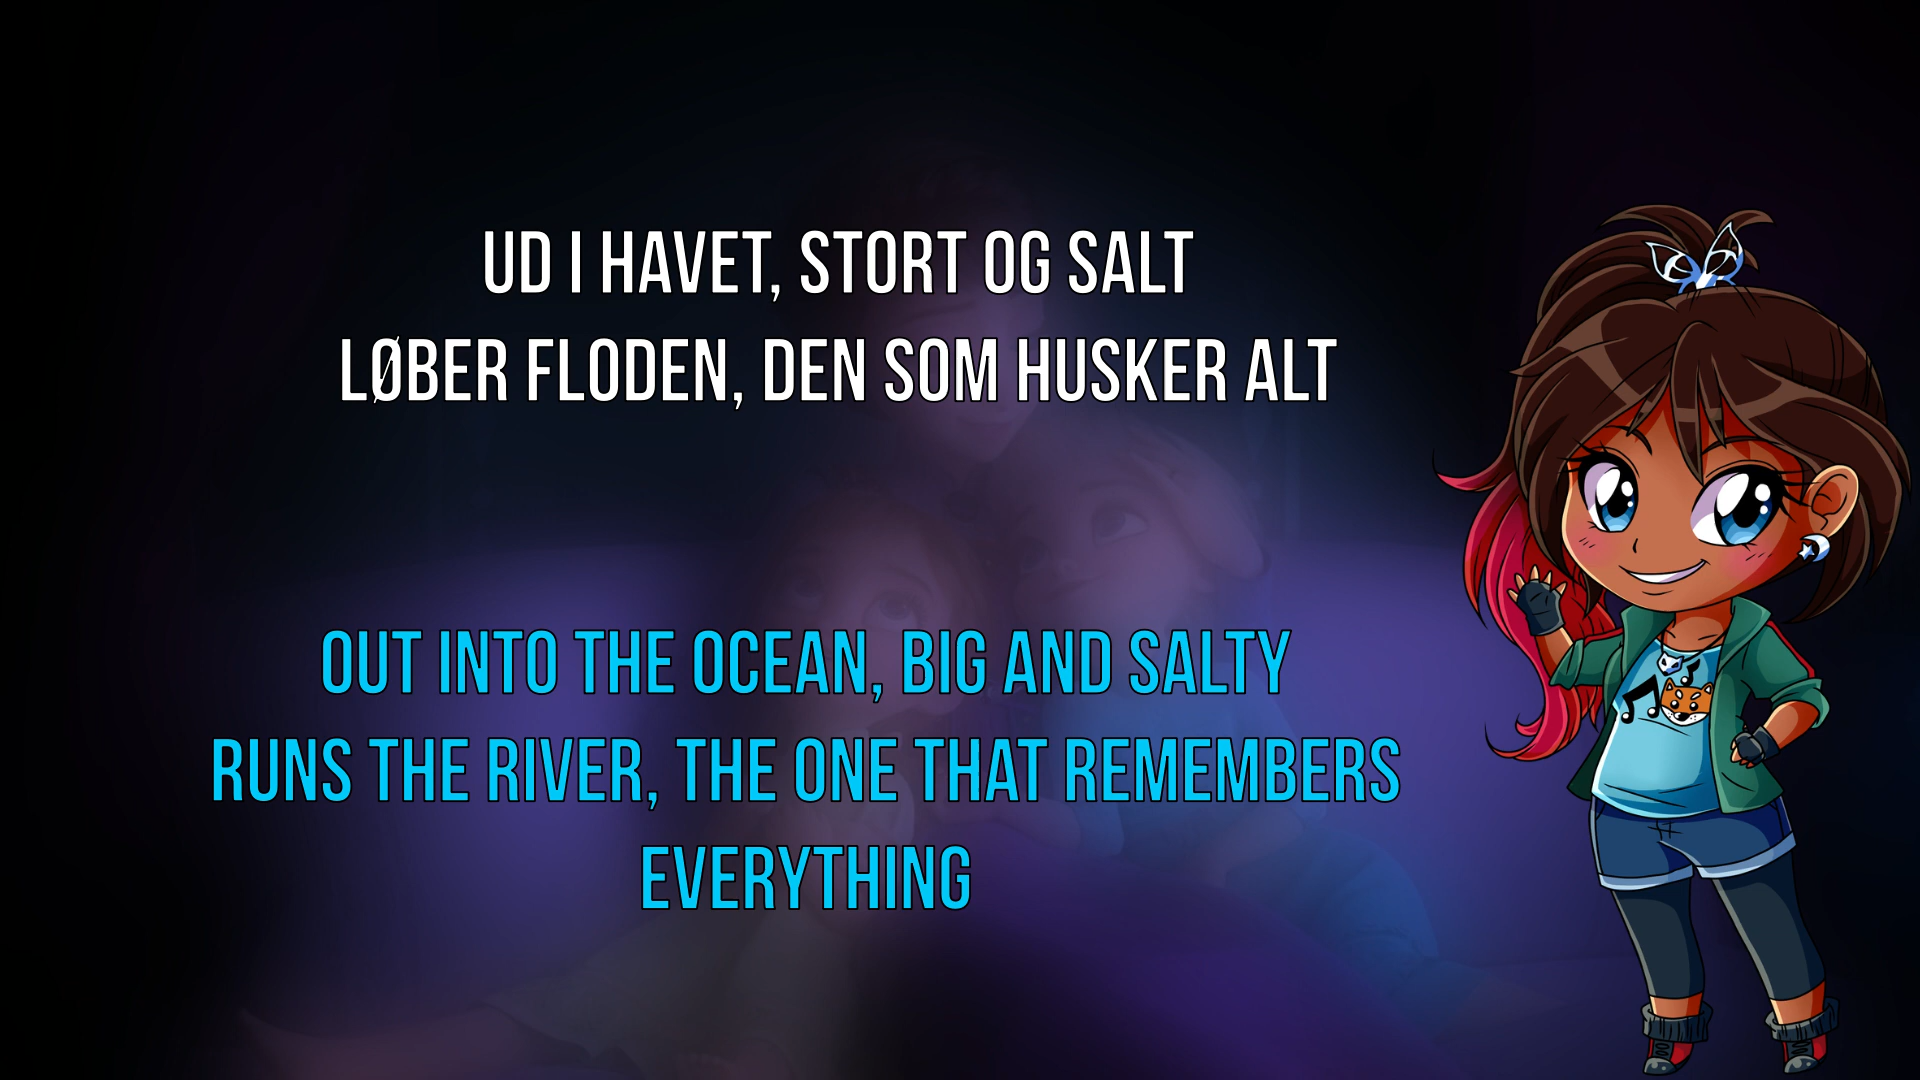 UD I HAVET, STORT OG SALT
LØBER FLODEN, DEN SOM HUSKER ALT
OUT INTO THE OCEAN, BIG AND SALTY
RUNS THE RIVER, THE ONE THAT REMEMBERS
EVERYTHING